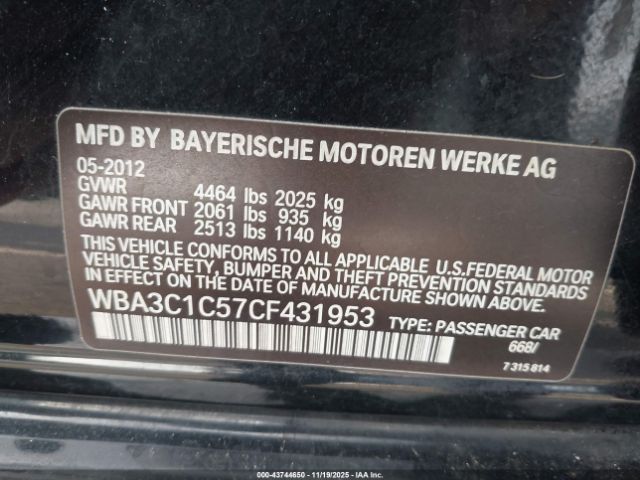 MFD BY BAYERISCHE MOTOREN WERKE AG
05-2012
GVWR 4464 lbs 2025 kg
GAWR FRONT 2061 lbs 935 kg
GAWR REAR 2513 lbs 1140 kg
THIS VEHICLE CONFORMS TO ALL APPLICABLE U.S.FEDERAL MOTOR
VEHICLE SAFETY, BUMPER AND THEFT PREVENTION STANDARDS
IN EFFECT ON THE DATE OF MANUFACTURE SHOWN ABOVE.
WBA3C1C57CF431953 TYPE: PASSENGER CAR
668/
7 315 814
000-43744650 - 11/19/2025 - IAA Inc.